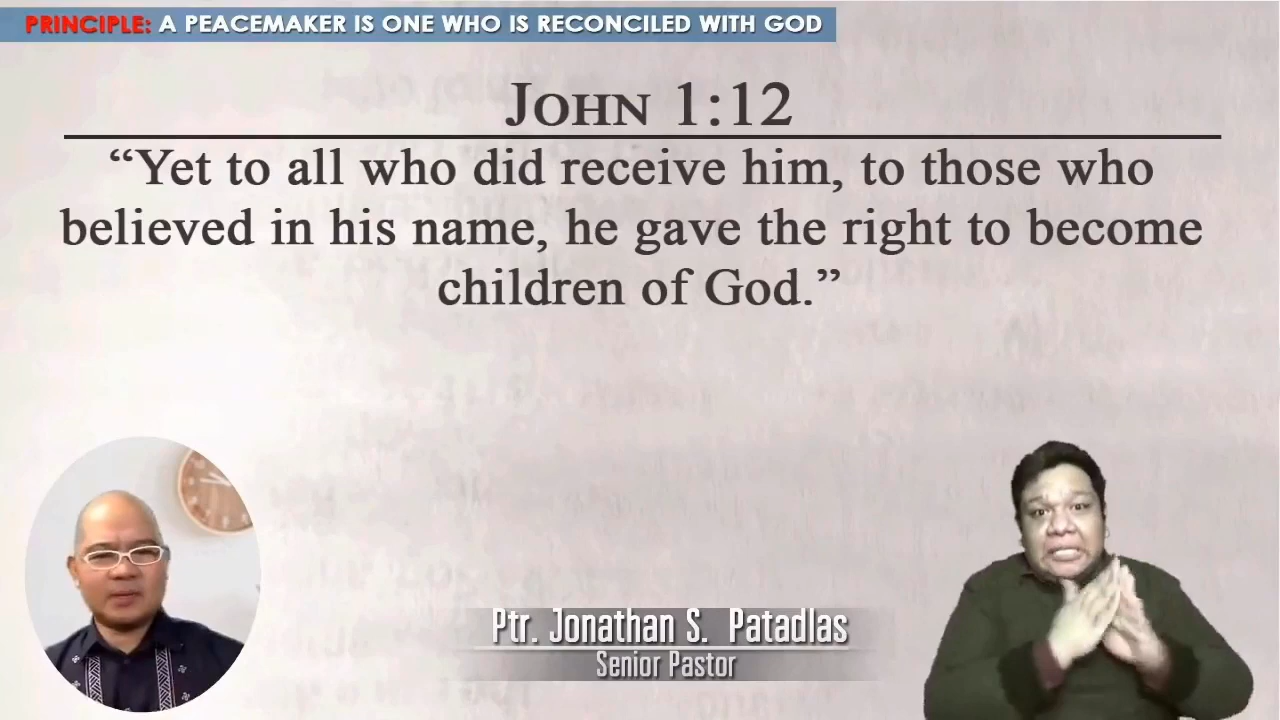 PRINCIPLE: A PEACEMAKER IS ONE WHO IS RECONCILED WITH GOD
JOHN 1:12
“Yet to all who did receive him, to those who
believed in his name, he gave the right to become
children of God.”
Ptr. Jonathan S. Patadlas
Senior Pastor